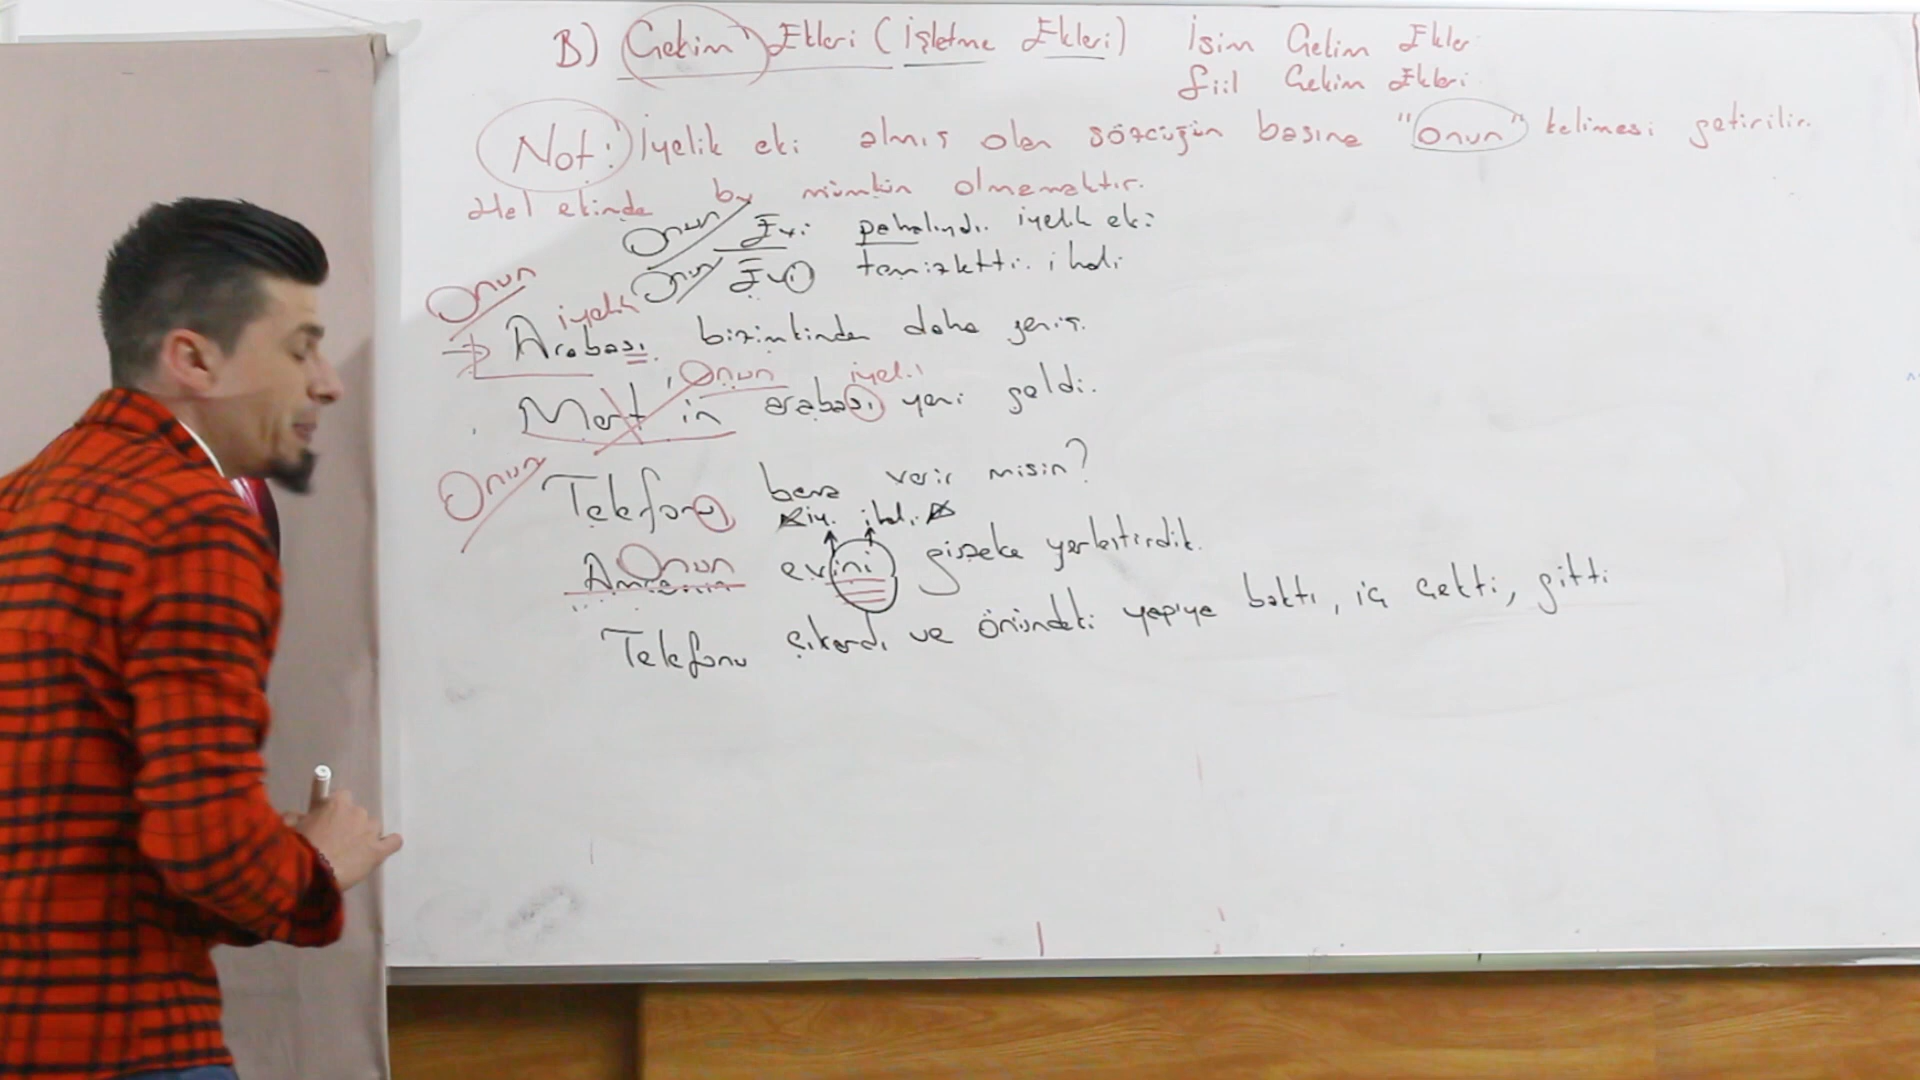 B) Çekim Ekleri (İşletme Ekleri) İsim Çekim Ekler
fiil Çekim Ekleri
Not: İyelik eki almış olan sözcüğün başına "Onun" kelimesi getirilir.
Hal ekinde bu mümkün olmamaktır.
Onun Evi pahalıydı. iyelik eki
Onun Evi temizletti. i hali
Onun
iyelik
Arabası bizimkinden daha geniş.
Onun iyeli
Mert'in arabası yeni geldi.
Onun Telefonu bana verir misin?
iy. i hal.
Onun
evini yerleştirdik.
Telefonu çıkardı ve önündeki yapıya baktı, iç çekti, gitti